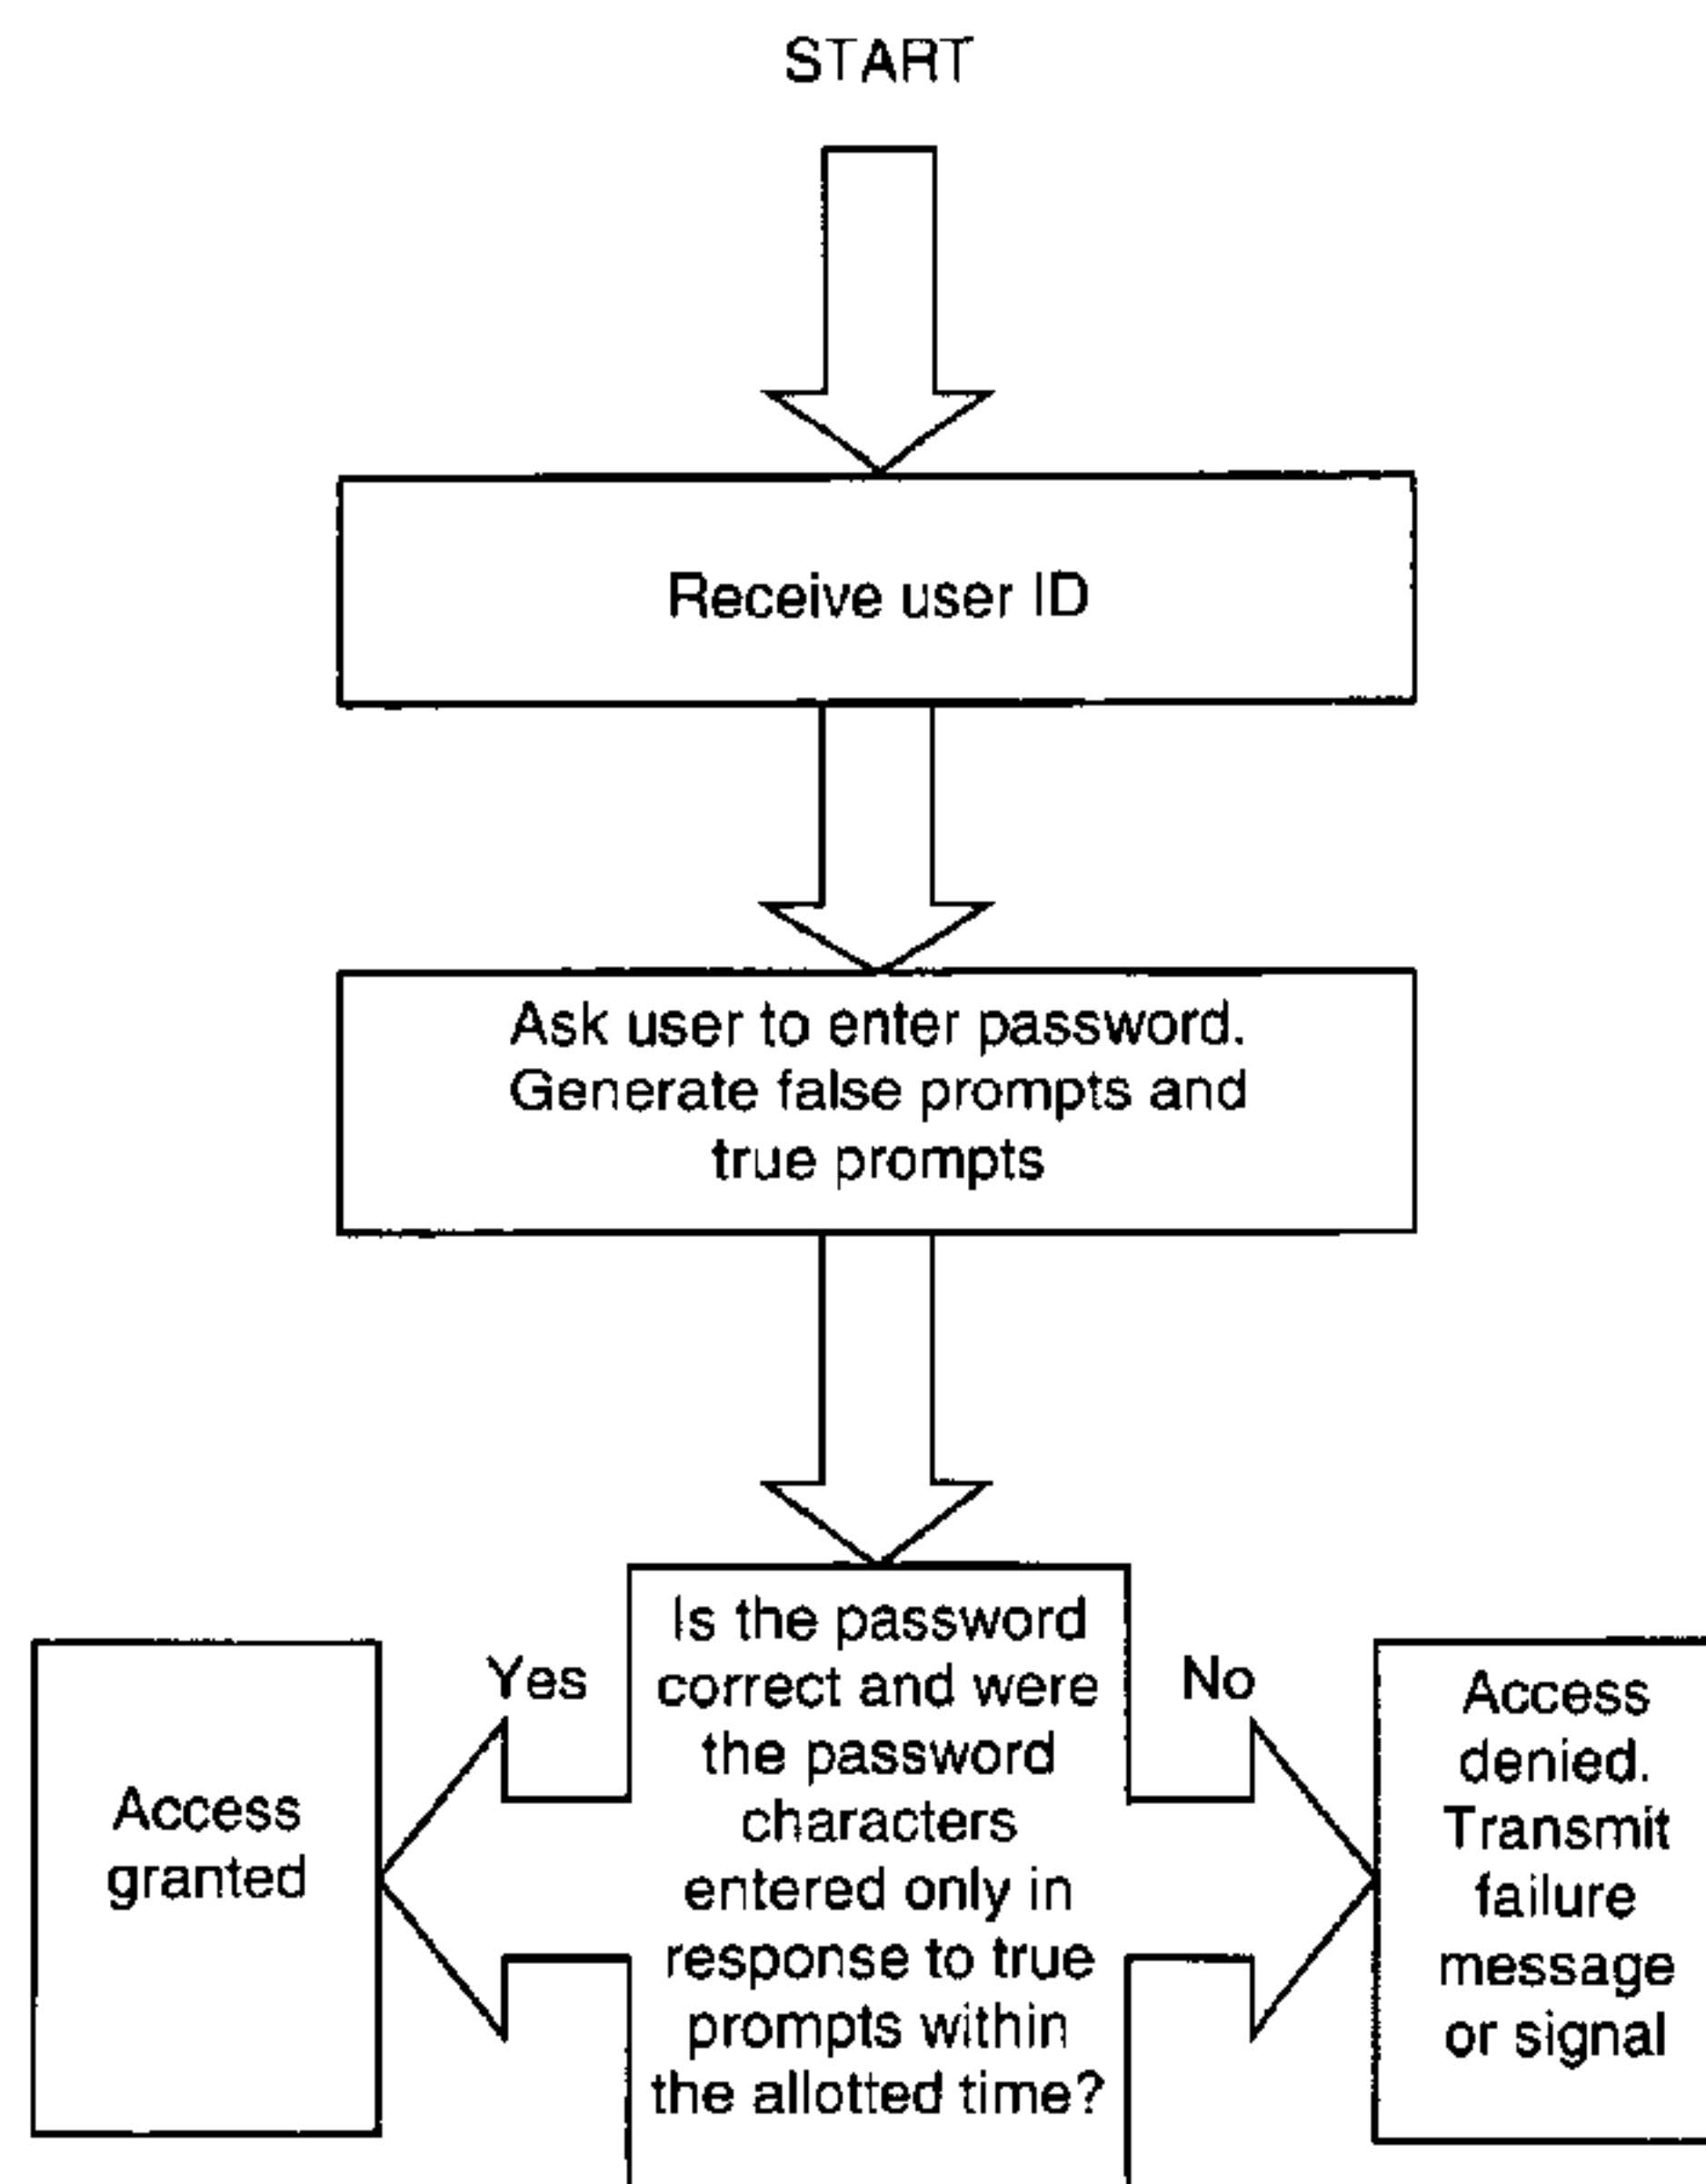 START
Receive user ID
Ask user to enter password.
Generate false prompts and
true prompts
Is the password
correct and were
the password
characters
entered only in
response to true
prompts within
the allotted time?
Yes
Access
granted
No
Access
denied.
Transmit
failure
message
or signal